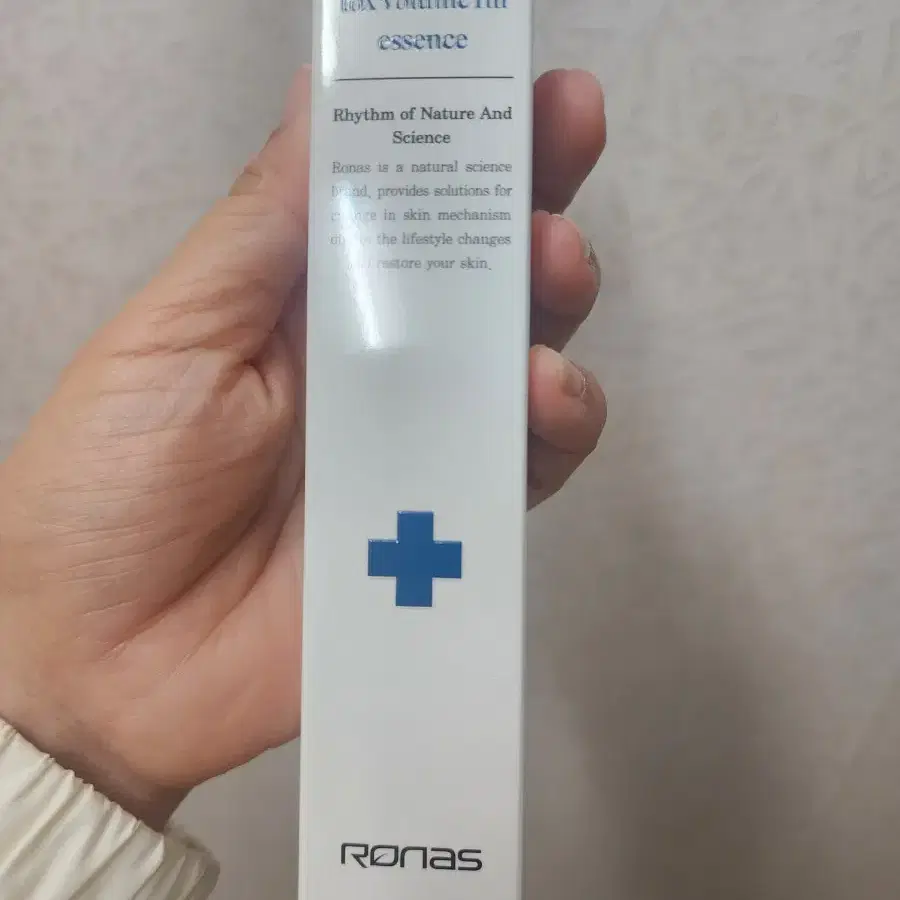 essence
Rhythm of Nature And
Science
Ronas is a natural science
provides solutions for
in skin mechanism
the lifestyle changes
restore your skin.
Ronas